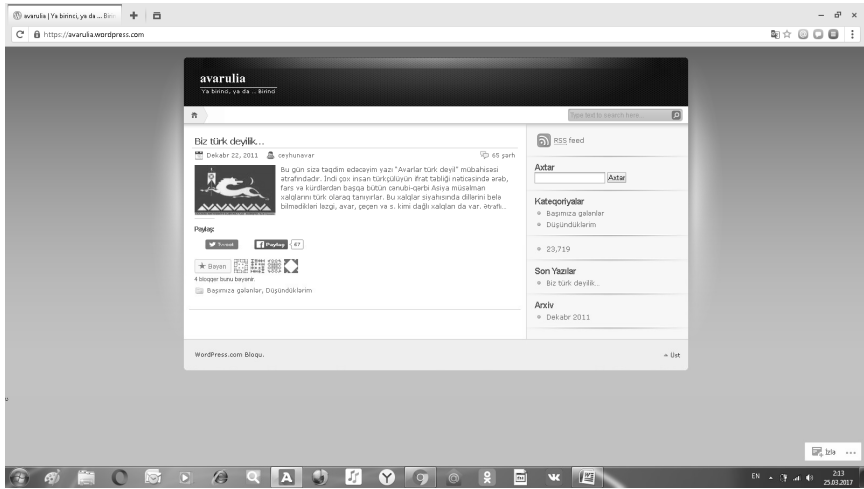 avarulia | Ya birinci, ya da ... Birin
https://avarulia.wordpress.com
avarulia
Ya birinci, ya da ... Birinci
Type text to search here...
Biz türk deyilik...
Dekabr 22, 2011 ceyhunavar 65 şərh
Bu gün sizə təqdim edəcəyim yazı "Avarlar türk deyil" mübahisəsi
ətrafındadır. İndi çox insan türkçülüyün ifrat təbliği nəticəsində ərəb,
fars və kürdlərdən başqa bütün cənubi-qərbi Asiya müsəlman
xalqlarını türk olaraq tanıyırlar. Bu xalqlar siyahısında dillərini belə
bilmədikləri ləzgi, avar, çeçen və s. kimi dağlı xalqları da var. Ətraflı...
Paylaş:
Tweet Paylaş 47
Bəyən
4 blogger bunu bəyənir.
Başımıza gələnlər, Düşündüklərim
RSS feed
Axtar
Axtar
Kateqoriyalar
Başımıza gələnlər
Düşündüklərim
23,719
Son Yazılar
Biz türk deyilik...
Arxiv
Dekabr 2011
WordPress.com Bloqu.
Üst
İzlə
EN
2:13
25.03.2017